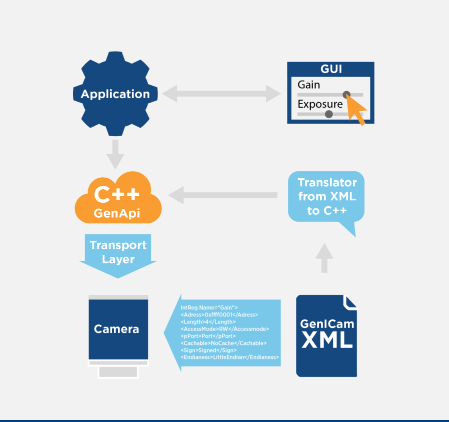 Application
GUI
Gain
Exposure
C++
GenApi
Translator
from XML
to C++
Transport
Layer
Camera
IntReg Name="Gain">
<Adress>0xffff0001</Adress>
<Length>4</Length>
<AccessMode>RW</Accessmode>
<pPort>Port</pPort>
<Cachable>NoCache</Cachable>
<Sign>Signed</Sign>
<Endianess>LittleEndian</Endianess>
GenICam
XML